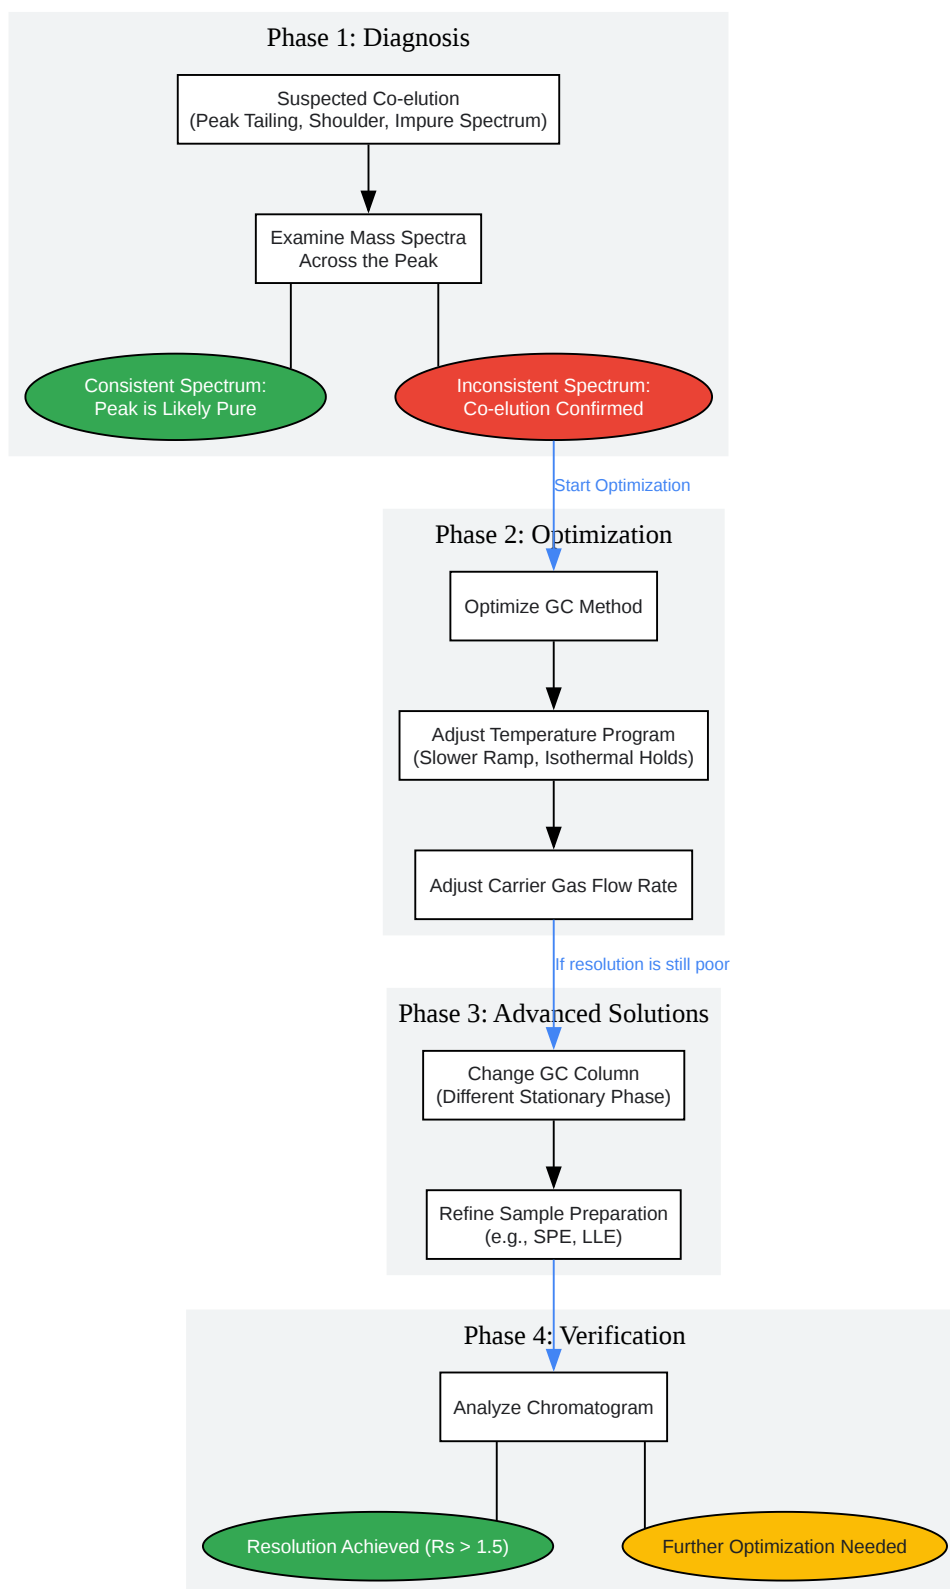 Phase 1: Diagnosis
Suspected Co-elution
(Peak Tailing, Shoulder, Impure Spectrum)
Examine Mass Spectra
Across the Peak
Consistent Spectrum:
Peak is Likely Pure
Inconsistent Spectrum:
Co-elution Confirmed
Start Optimization
Phase 2: Optimization
Optimize GC Method
Adjust Temperature Program
(Slower Ramp, Isothermal Holds)
Adjust Carrier Gas Flow Rate
If resolution is still poor
Phase 3: Advanced Solutions
Change GC Column
(Different Stationary Phase)
Refine Sample Preparation
(e.g., SPE, LLE)
Phase 4: Verification
Analyze Chromatogram
Resolution Achieved (Rs > 1.5)
Further Optimization Needed